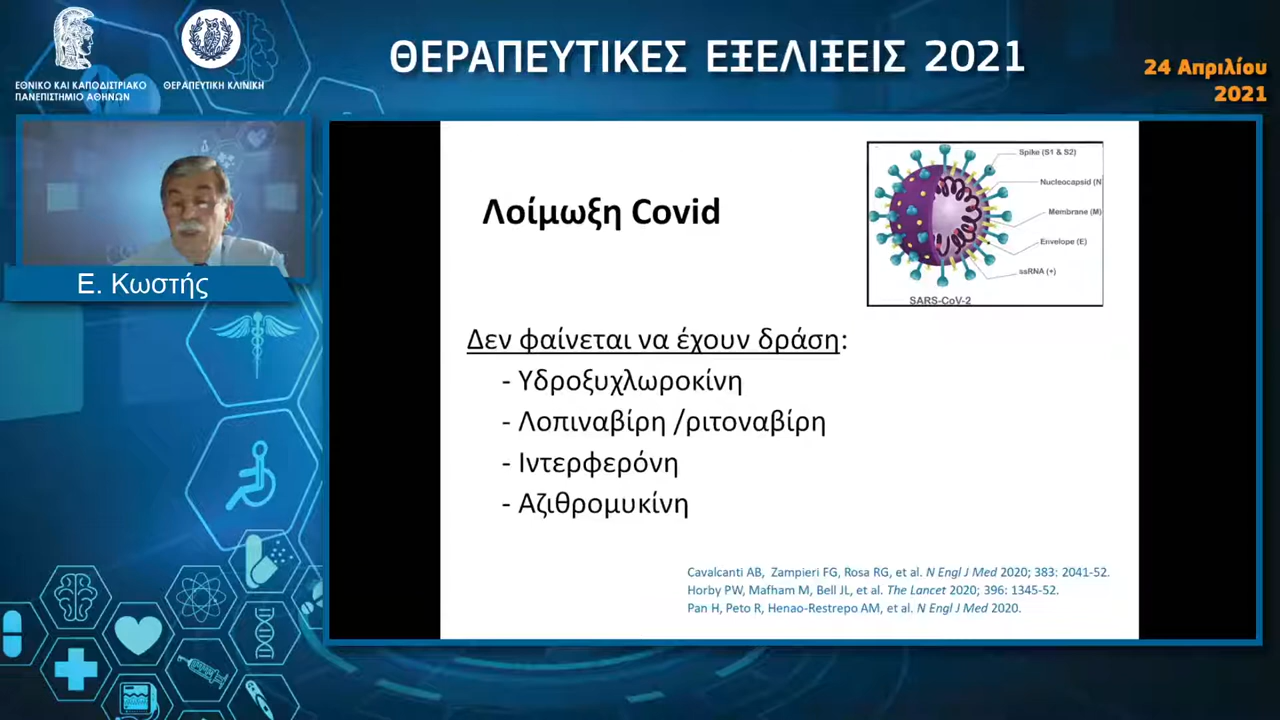 ΕΘΝΙΚΟ ΚΑΙ ΚΑΠΟΔΙΣΤΡΙΑΚΟ
ΠΑΝΕΠΙΣΤΗΜΙΟ ΑΘΗΝΩΝ
ΘΕΡΑΠΕΥΤΙΚΗ ΚΛΙΝΙΚΗ
ΘΕΡΑΠΕΥΤΙΚΕΣ ΕΞΕΛΙΞΕΙΣ 2021
24 Απριλίου
2021
Ε. Κωστής
Λοίμωξη Covid
Spike (S1 & S2)
Nucleocapsid (N
Membrane (M)
Envelope (E)
ssRNA (+)
SARS-CoV-2
Δεν φαίνεται να έχουν δράση:
- Υδροξυχλωροκίνη
- Λοπιναβίρη /ριτοναβίρη
- Ιντερφερόνη
- Αζιθρομυκίνη
Cavalcanti AB, Zampieri FG, Rosa RG, et al. N Engl J Med 2020; 383: 2041-52.
Horby PW, Mafham M, Bell JL, et al. The Lancet 2020; 396: 1345-52.
Pan H, Peto R, Henao-Restrepo AM, et al. N Engl J Med 2020.